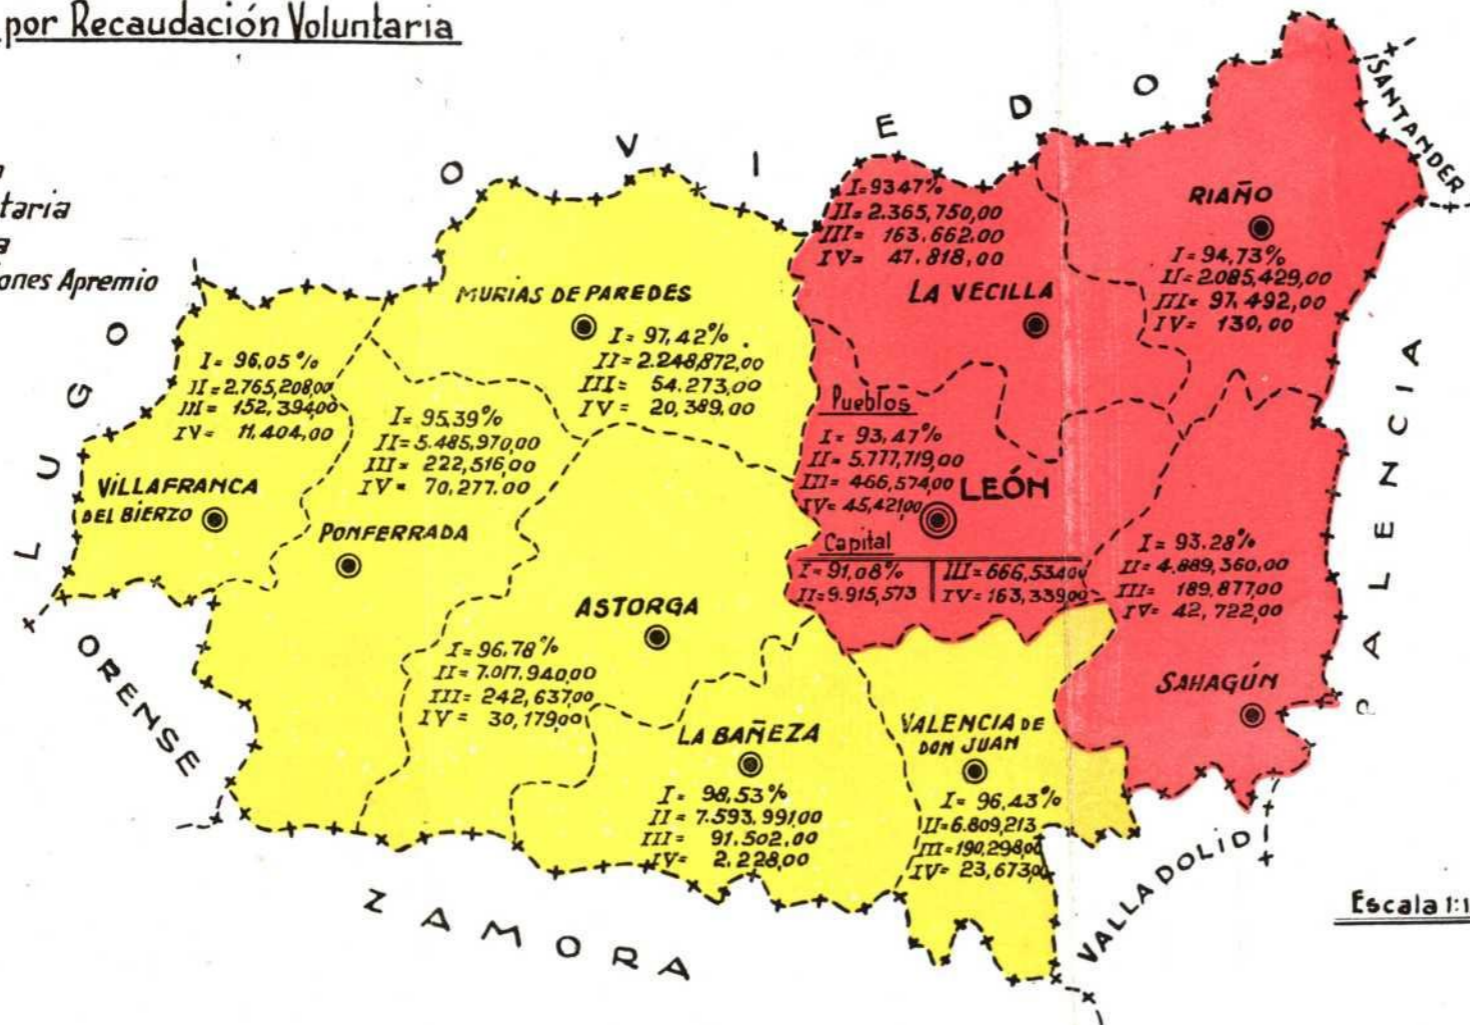 por Recaudación Voluntaria
taria
a
ones Apremio
OVIEDO
SANTANDER
LUGO
ORENSE
ZAMORA
VALLADOLID
PALENCIA
I= 93.47%
II= 2.365,750,00
III= 163.662.00
IV= 47.818,00
LA VECILLA
RIAÑO
I= 94,73%
II= 2.085,429,00
III= 97.492,00
IV= 130,00
MURIAS DE PAREDES
I= 97,42%
II= 2.248,872,00
III= 54.273,00
IV= 20,389.00
I= 96,05%
II= 2.765,208,00
III= 152,394,00
IV= 11,404,00
VILLAFRANCA
DEL BIERZO
I= 95,39%
II= 5.485,970,00
III= 222,516,00
IV= 70,277.00
PONFERRADA
Pueblos
I= 93,47%
II= 5.777,719,00
III= 466,574,00
IV= 45,421,00
LEÓN
Capital
I= 91,08%
II= 9.915,573
III= 666,534,00
IV= 163,339,00
I= 93.28%
II= 4.889,360,00
III= 189.877,00
IV= 42,722,00
SAHAGÚN
ASTORGA
I= 96,78%
II= 7.017.940,00
III= 242,637,00
IV= 30,179,00
LA BAÑEZA
I= 98,53%
II= 7.593,991,00
III= 91.502,00
IV= 2,228,00
VALENCIA DE
DON JUAN
I= 96,43%
II= 6.809,213
III= 190,298,00
IV= 23,673,00
Escala 1:1